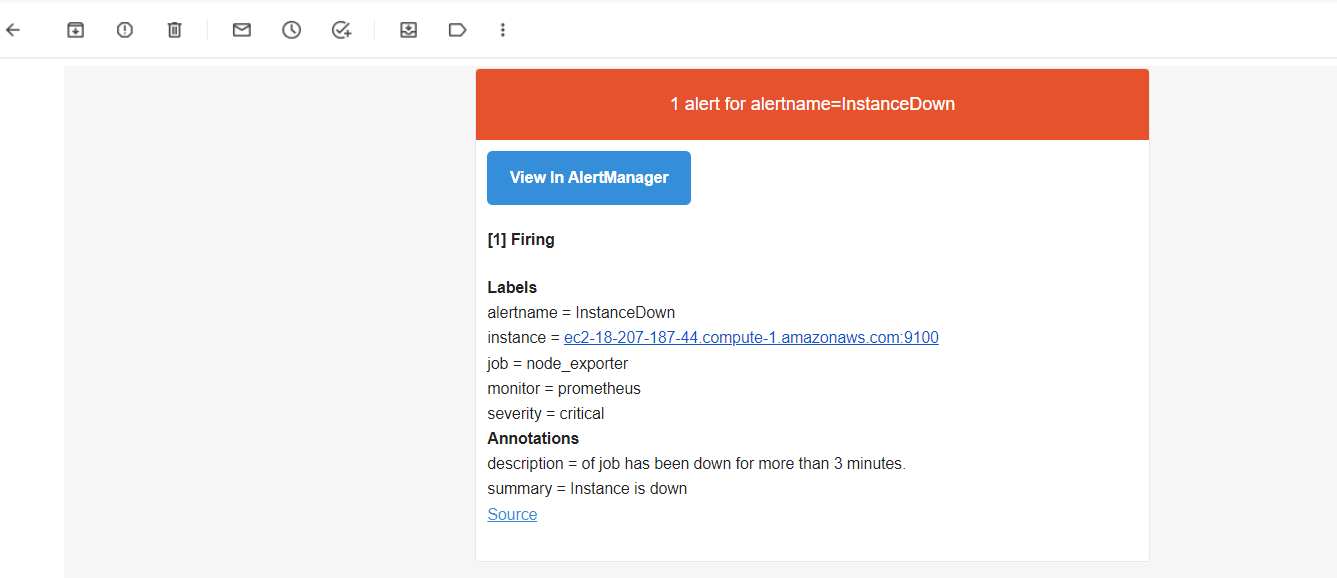 1 alert for alertname=InstanceDown
View In AlertManager
[1] Firing
Labels
alertname = InstanceDown
instance = ec2-18-207-187-44.compute-1.amazonaws.com:9100
job = node_exporter
monitor = prometheus
severity = critical
Annotations
description = of job has been down for more than 3 minutes.
summary = Instance is down
Source